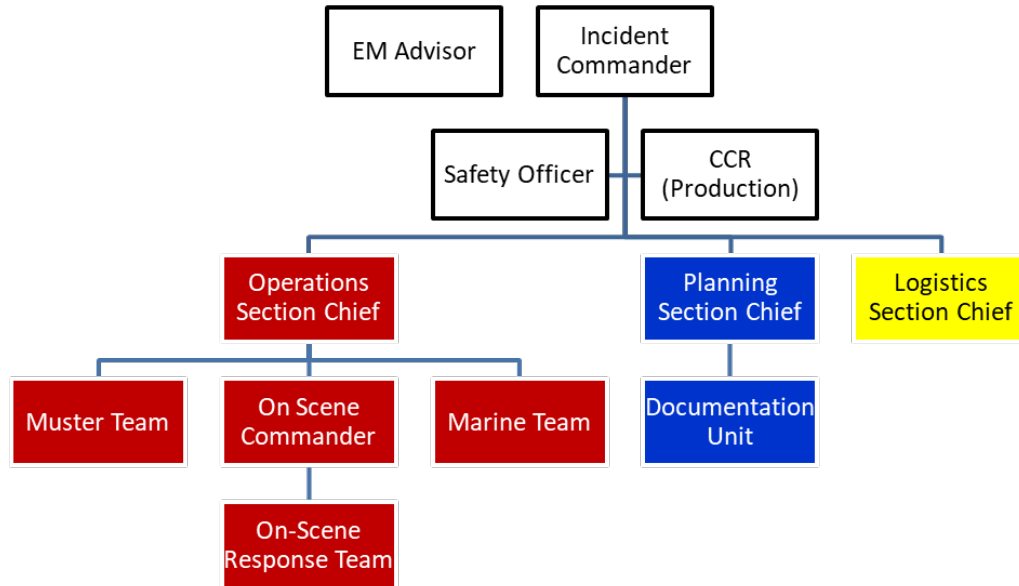 EM Advisor
Incident
Commander
Safety Officer
CCR
(Production)
Operations
Section Chief
Planning
Section Chief
Logistics
Section Chief
Muster Team
On Scene
Commander
Marine Team
Documentation
Unit
On-Scene
Response Team